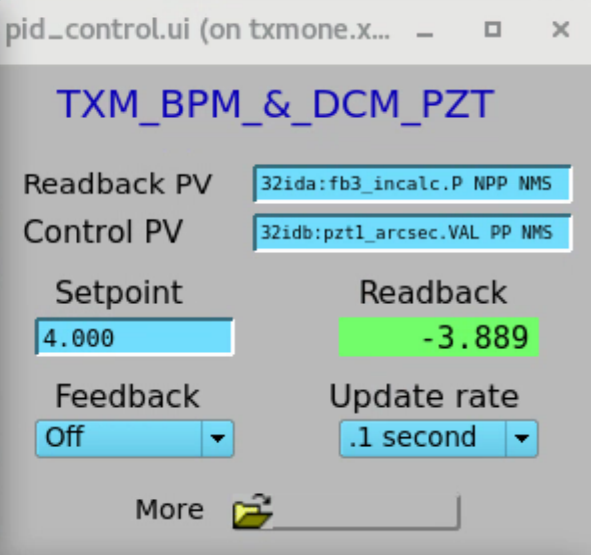 pid_control.ui (on txmone.x...
TXM_BPM_&_DCM_PZT
Readback PV 32ida:fb3_incalc.P NPP NMS
Control PV 32idb:pzt1_arcsec.VAL PP NMS
Setpoint Readback
4.000 -3.889
Feedback Update rate
Off .1 second
More